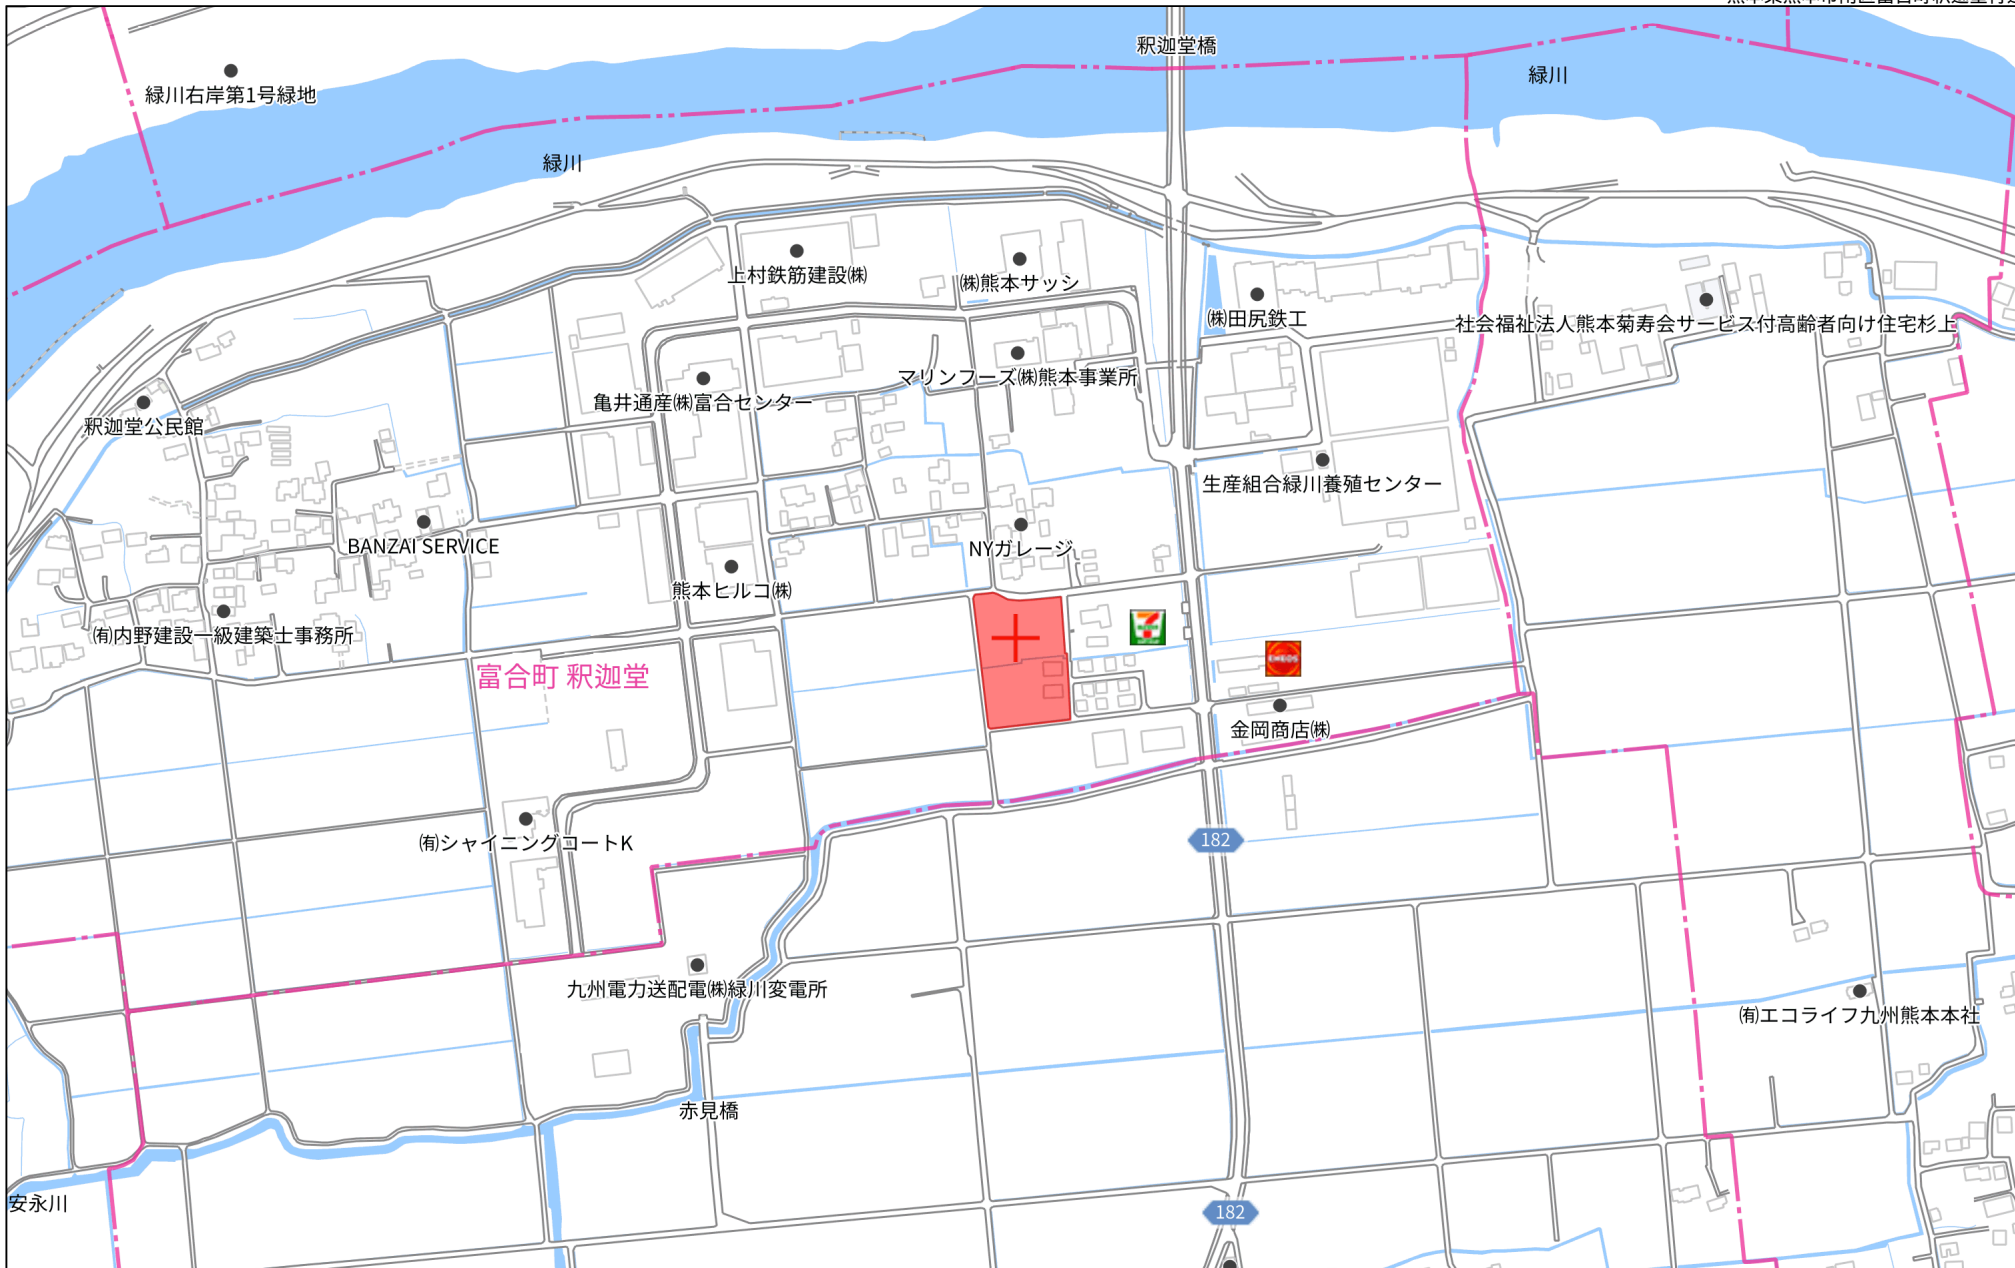 釈迦堂橋
緑川
緑川右岸第1号緑地
緑川
上村鉄筋建設㈱
㈱熊本サッシ
㈱田尻鉄工
社会福祉法人熊本菊寿会サービス付高齢者向け住宅杉上
マリンフーズ㈱熊本事業所
亀井通産㈱富合センター
釈迦堂公民館
生産組合緑川養殖センター
BANZAI SERVICE
NYガレージ
熊本ヒルコ㈱
㈲内野建設一級建築士事務所
ENEOS
富合町 釈迦堂
金岡商店㈱
㈲シャイニングコートK
182
九州電力送配電㈱緑川変電所
㈲エコライフ九州熊本本社
赤見橋
安永川
182